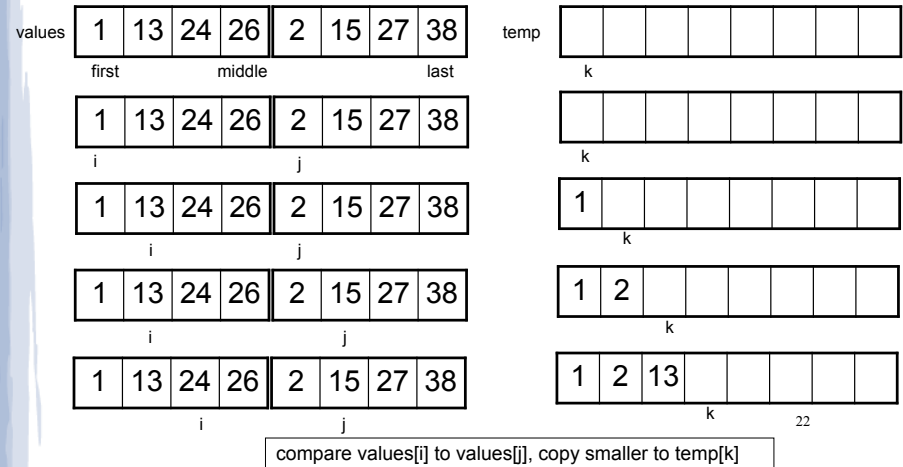 values 1 13 24 26 2 15 27 38 temp
first middle last k
1 13 24 26 2 15 27 38
i j k
1 13 24 26 2 15 27 38 1
i j k
1 13 24 26 2 15 27 38 1 2
i j k
1 13 24 26 2 15 27 38 1 2 13
i j k 22
compare values[i] to values[j], copy smaller to temp[k]